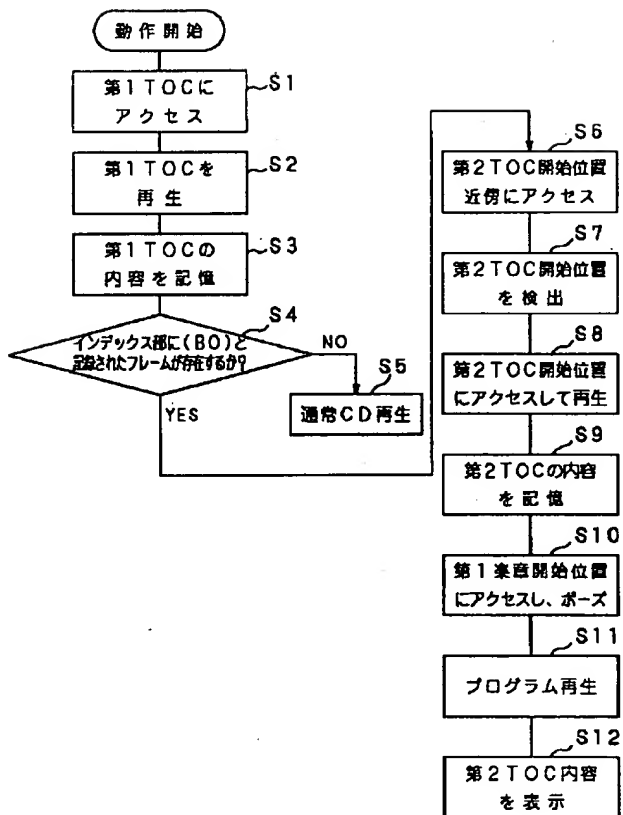 動作開始
第1TOCに
アクセス
S1
第1TOCを
再生
S2
第1TOCの
内容を記憶
S3
インデックス部に(B0)と
記録されたフレームが存在するか?
S4
NO
YES
通常CD再生
S5
第2TOC開始位置
近傍にアクセス
S6
第2TOC開始位置
を検出
S7
第2TOC開始位置
にアクセスして再生
S8
第2TOCの内容
を記憶
S9
第1楽章開始位置
にアクセスし、ポーズ
S10
プログラム再生
S11
第2TOC内容
を表示
S12